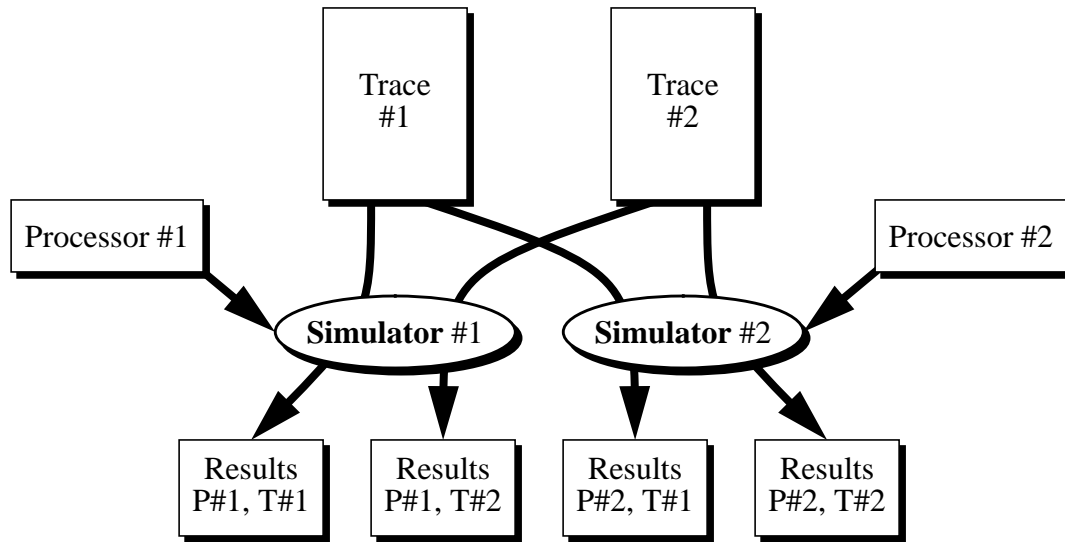 Trace
#1
Trace
#2
Processor #1
Processor #2
Simulator #1
Simulator #2
Results
P#1, T#1
Results
P#1, T#2
Results
P#2, T#1
Results
P#2, T#2